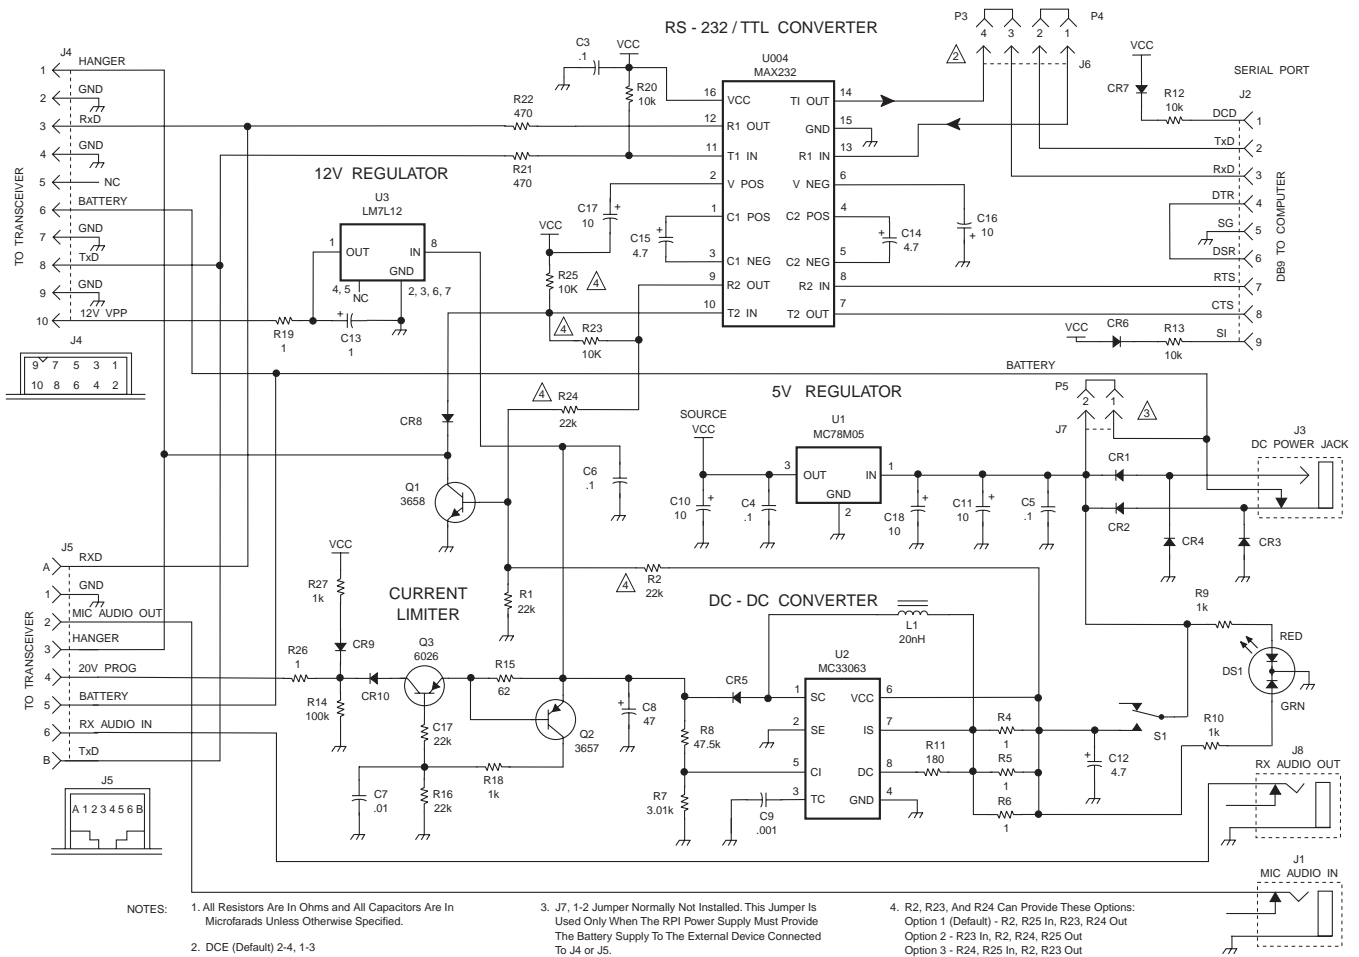 RS - 232 / TTL CONVERTER
P3
4
3
2
1
P4
2
J6
C3
.1
VCC
R20
10k
U004
MAX232
16 VCC
12 R1 OUT
11 T1 IN
2 V POS
1 C1 POS
3 C1 NEG
9 R2 OUT
10 T2 IN
TI OUT 14
GND 15
R1 IN 13
V NEG 6
C2 POS 4
C2 NEG 5
R2 IN 8
T2 OUT 7
R22
470
R21
470
C17
10
+
C15
4.7
+
C14
4.7
+
C16
10
+
VCC
R25
10K
4
4
R23
10K
4
R24
22k
VCC
CR7
R12
10k
SERIAL PORT
J2
DCD 1
TxD 2
RxD 3
DTR 4
SG 5
DSR 6
RTS 7
CTS 8
SI 9
DB9 TO COMPUTER
VCC
CR6
R13
10k
J4
1 HANGER
2 GND
3 RxD
4 GND
5 NC
6 BATTERY
7 GND
8 TxD
9 GND
10 12V VPP
TO TRANSCEIVER
J4
9 7 5 3 1
10 8 6 4 2
12V REGULATOR
U3
LM7L12
1 OUT
IN 8
GND
4, 5
NC
2, 3, 6, 7
R19
1
+
C13
1
CR8
Q1
3658
C6
.1
BATTERY
5V REGULATOR
SOURCE
VCC
U1
MC78M05
3 OUT
IN 1
GND
2
C10
10
+
C4
.1
C18
10
+
C11
10
+
C5
.1
P5
2
1
J7
3
CR1
CR2
CR4
CR3
J3
DC POWER JACK
J5
A RXD
1 GND
2 MIC AUDIO OUT
3 HANGER
4 20V PROG
5 BATTERY
6 RX AUDIO IN
B TxD
TO TRANSCEIVER
J5
A 1 2 3 4 5 6 B
VCC
R27
1k
CR9
R26
1
R14
100k
CR10
CURRENT
LIMITER
Q3
6026
R15
62
C17
22k
Q2
3657
R18
1k
C7
.01
R16
22k
R1
22k
4
R2
22k
C8
47
+
DC - DC CONVERTER
L1
20nH
U2
MC33063
1 SC
2 SE
5 CI
3 TC
VCC 6
IS 7
DC 8
GND 4
CR5
R8
47.5k
R7
3.01k
C9
.001
R11
180
R4
1
R5
1
R6
1
C12
4.7
+
S1
R9
1k
R10
1k
RED
DS1
GRN
J8
RX AUDIO OUT
J1
MIC AUDIO IN
NOTES:
1. All Resistors Are In Ohms and All Capacitors Are In
Microfarads Unless Otherwise Specified.
2. DCE (Default) 2-4, 1-3
3. J7, 1-2 Jumper Normally Not Installed. This Jumper Is
Used Only When The RPI Power Supply Must Provide
The Battery Supply To The External Device Connected
To J4 or J5.
4. R2, R23, And R24 Can Provide These Options:
Option 1 (Default) - R2, R25 In, R23, R24 Out
Option 2 - R23 In, R2, R24, R25 Out
Option 3 - R24, R25 In, R2, R23 Out